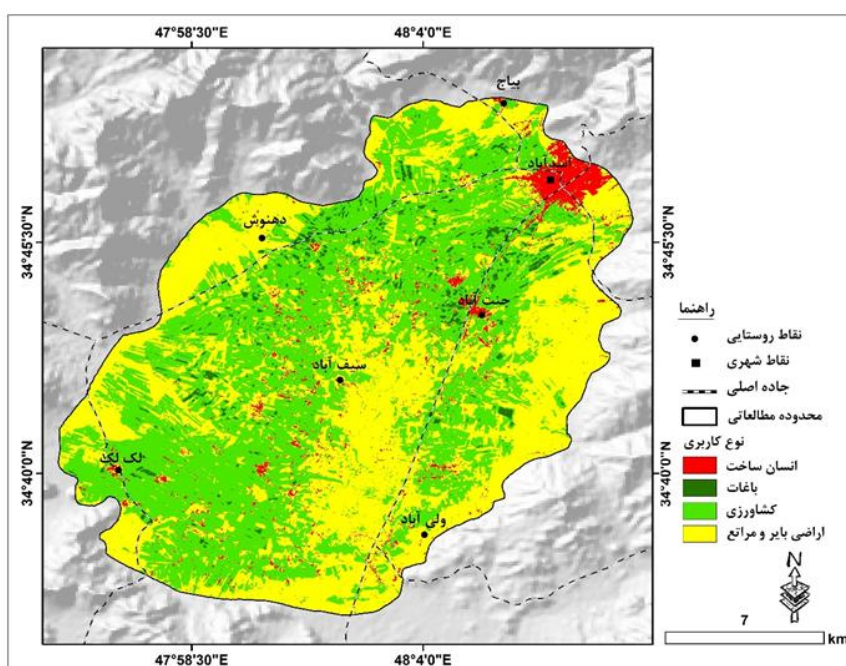 47°58'30"E 48°4'0"E
بیاج
اسدآباد
دهنوش
34°45'30"N 34°45'30"N
جنت آباد
سیف آباد
لک لک
34°40'0"N 34°40'0"N
ولی آباد
47°58'30"E 48°4'0"E
راهنما
نقاط روستایی
نقاط شهری
جاده اصلی
محدوده مطالعاتی
نوع کاربری
انسان ساخت
باغات
کشاورزی
اراضی بایر و مراتع
N
7
km